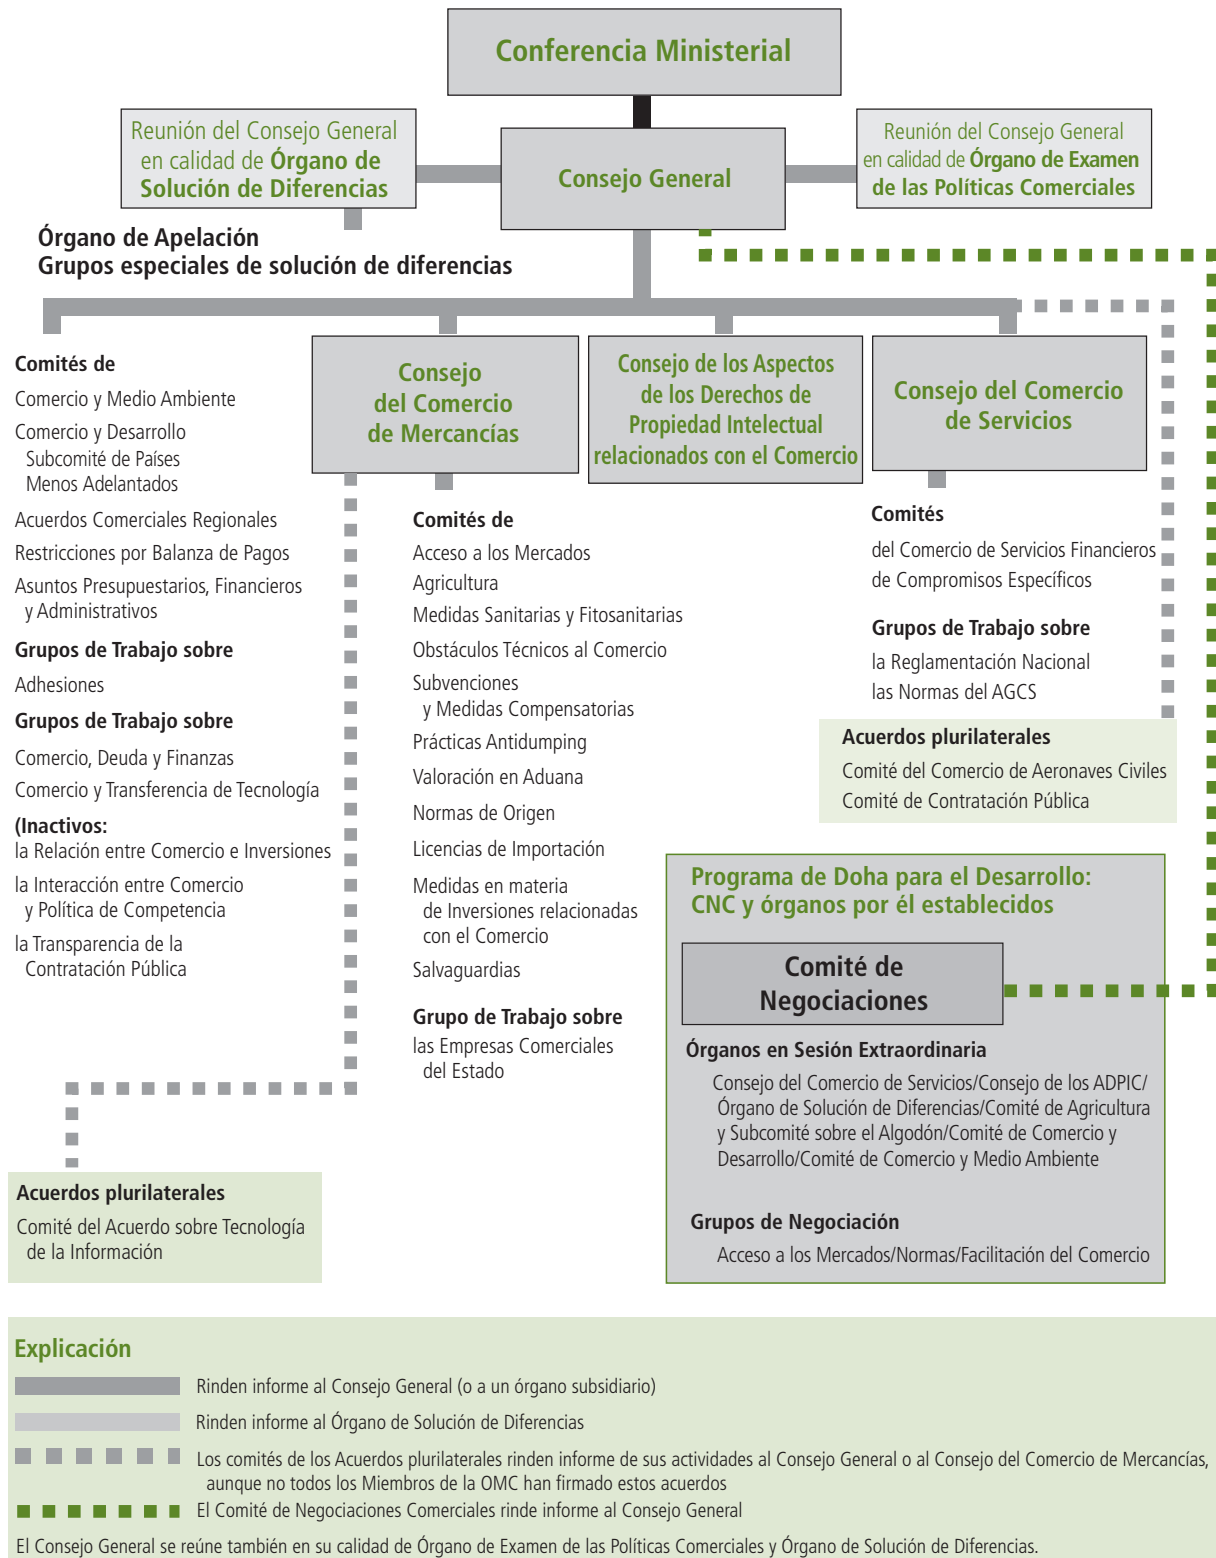 Conferencia Ministerial
Reunión del Consejo General
en calidad de Órgano de
Solución de Diferencias
Consejo General
Reunión del Consejo General
en calidad de Órgano de Examen
de las Políticas Comerciales
Órgano de Apelación
Grupos especiales de solución de diferencias
Comités de
Comercio y Medio Ambiente
Comercio y Desarrollo
Subcomité de Países
Menos Adelantados
Acuerdos Comerciales Regionales
Restricciones por Balanza de Pagos
Asuntos Presupuestarios, Financieros
y Administrativos
Grupos de Trabajo sobre
Adhesiones
Grupos de Trabajo sobre
Comercio, Deuda y Finanzas
Comercio y Transferencia de Tecnología
(Inactivos:
la Relación entre Comercio e Inversiones
la Interacción entre Comercio
y Política de Competencia
la Transparencia de la
Contratación Pública
Consejo
del Comercio
de Mercancías
Comités de
Acceso a los Mercados
Agricultura
Medidas Sanitarias y Fitosanitarias
Obstáculos Técnicos al Comercio
Subvenciones
y Medidas Compensatorias
Prácticas Antidumping
Valoración en Aduana
Normas de Origen
Licencias de Importación
Medidas en materia
de Inversiones relacionadas
con el Comercio
Salvaguardias
Grupo de Trabajo sobre
las Empresas Comerciales
del Estado
Consejo de los Aspectos
de los Derechos de
Propiedad Intelectual
relacionados con el Comercio
Consejo del Comercio
de Servicios
Comités
del Comercio de Servicios Financieros
de Compromisos Específicos
Grupos de Trabajo sobre
la Reglamentación Nacional
las Normas del AGCS
Acuerdos plurilaterales
Comité del Comercio de Aeronaves Civiles
Comité de Contratación Pública
Programa de Doha para el Desarrollo:
CNC y órganos por él establecidos
Comité de
Negociaciones
Órganos en Sesión Extraordinaria
Consejo del Comercio de Servicios/Consejo de los ADPIC/
Órgano de Solución de Diferencias/Comité de Agricultura
y Subcomité sobre el Algodón/Comité de Comercio y
Desarrollo/Comité de Comercio y Medio Ambiente
Grupos de Negociación
Acceso a los Mercados/Normas/Facilitación del Comercio
Acuerdos plurilaterales
Comité del Acuerdo sobre Tecnología
de la Información
Explicación
Rinden informe al Consejo General (o a un órgano subsidiario)
Rinden informe al Órgano de Solución de Diferencias
Los comités de los Acuerdos plurilaterales rinden informe de sus actividades al Consejo General o al Consejo del Comercio de Mercancías,
aunque no todos los Miembros de la OMC han firmado estos acuerdos
El Comité de Negociaciones Comerciales rinde informe al Consejo General
El Consejo General se reúne también en su calidad de Órgano de Examen de las Políticas Comerciales y Órgano de Solución de Diferencias.